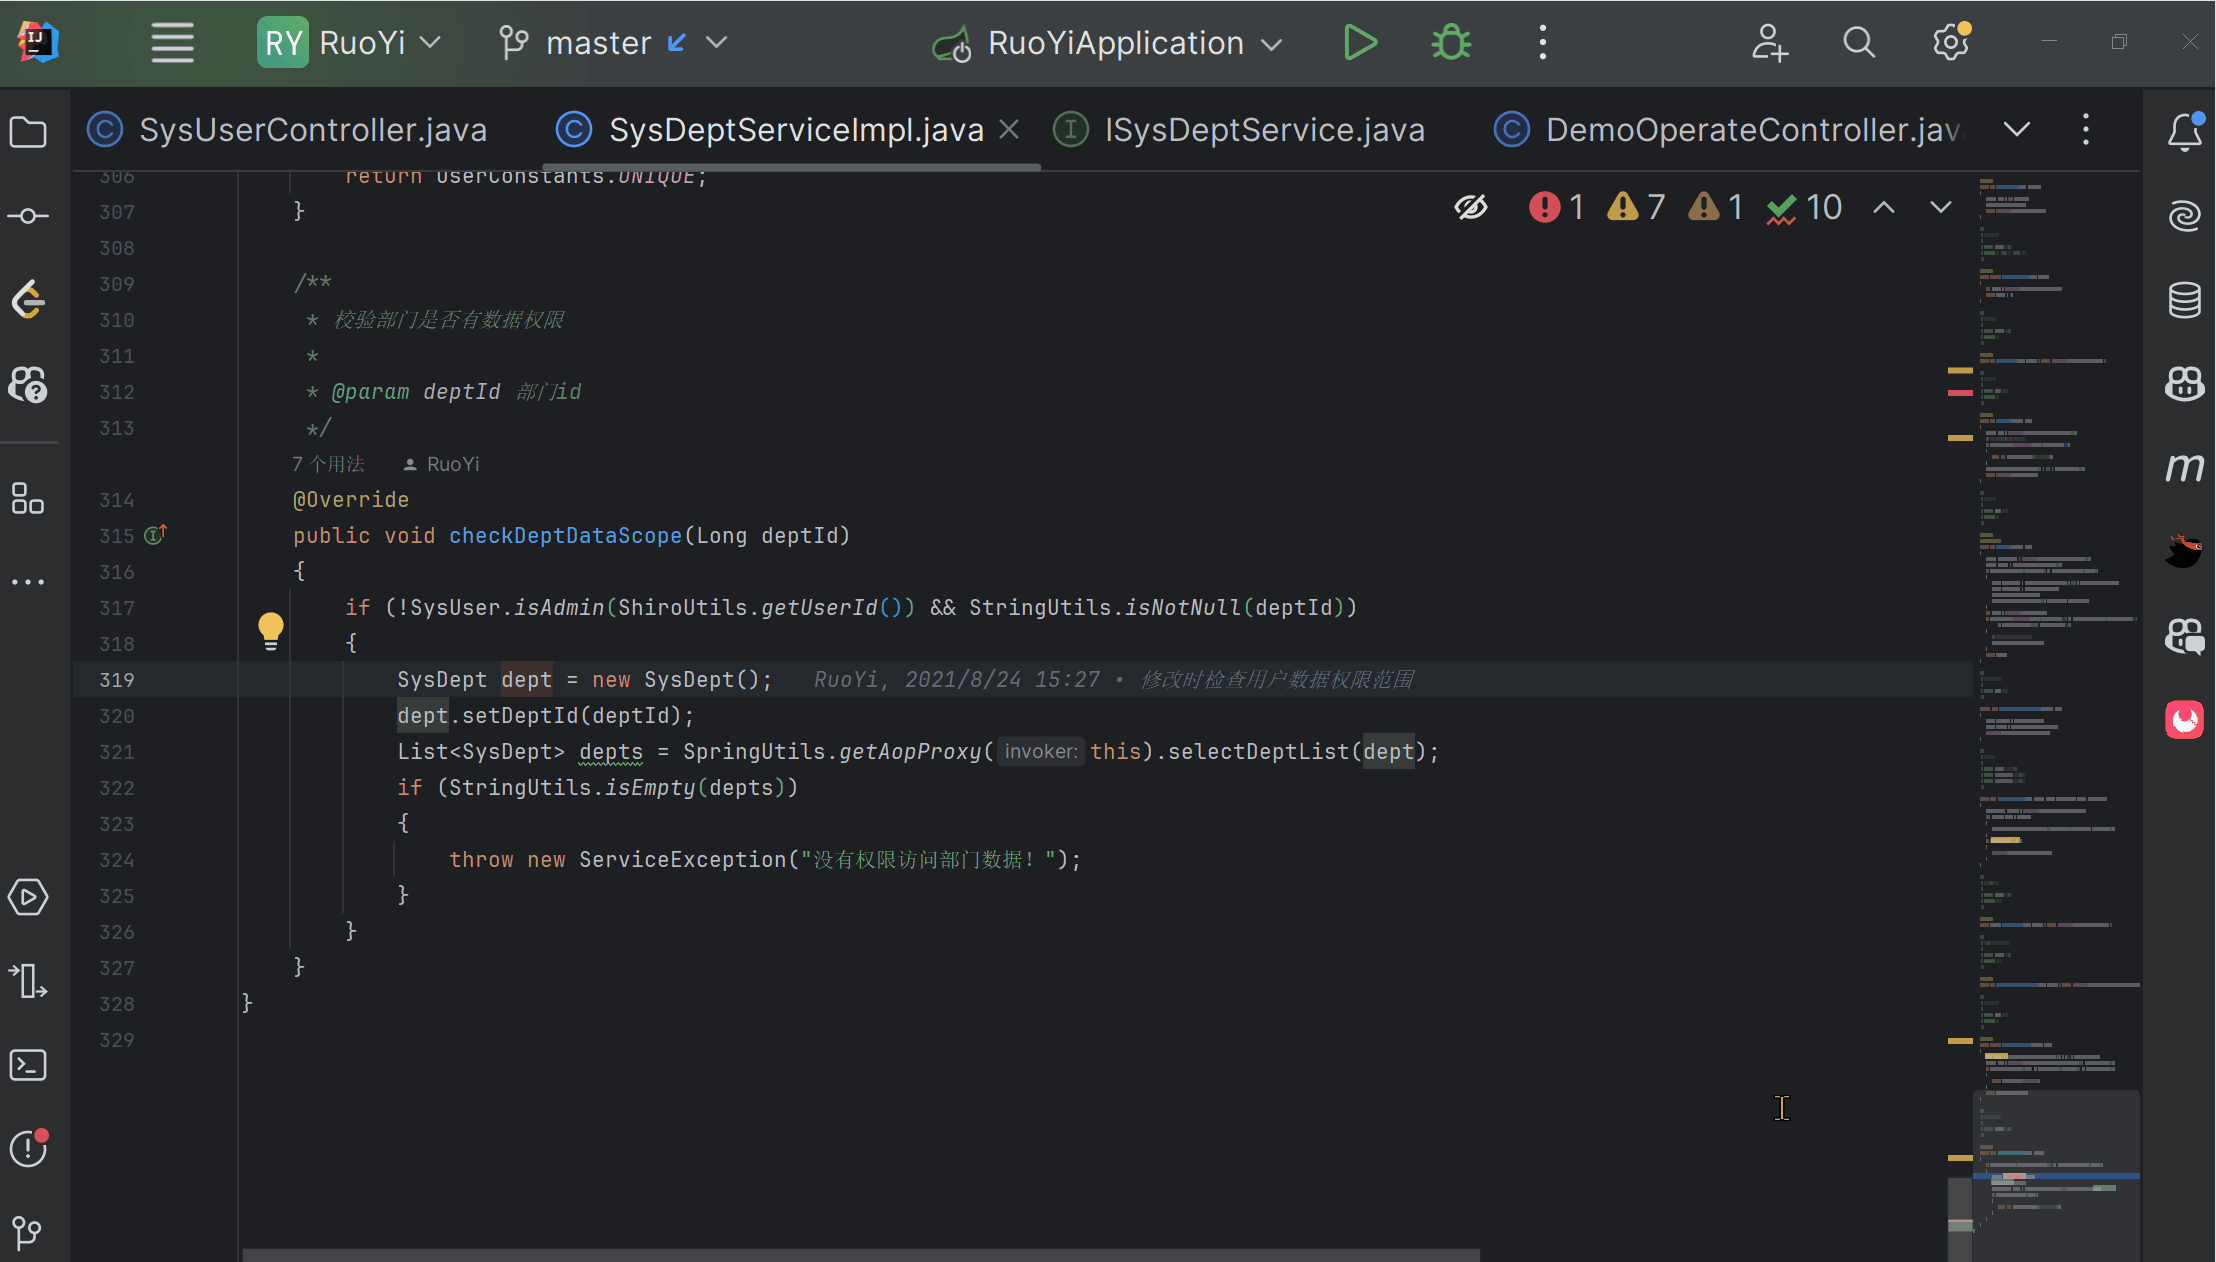 IJ RY RuoYi master RuoYiApplication
SysUserController.java SysDeptServiceImpl.java ISysDeptService.java DemoOperateController.jav
1 7 1 10
306 return UserConstants.UNIQUE;
307 }
308
309 /**
310 * 校验部门是否有数据权限
311 *
312 * @param deptId 部门id
313 */
7 个用法 RuoYi
314 @Override
315 public void checkDeptDataScope(Long deptId)
316 {
317 if (!SysUser.isAdmin(ShiroUtils.getUserId()) && StringUtils.isNotNull(deptId))
318 {
319 SysDept dept = new SysDept(); RuoYi, 2021/8/24 15:27 • 修改时检查用户数据权限范围
320 dept.setDeptId(deptId);
321 List<SysDept> depts = SpringUtils.getAopProxy( invoker: this).selectDeptList(dept);
322 if (StringUtils.isEmpty(depts))
323 {
324 throw new ServiceException("没有权限访问部门数据！");
325 }
326 }
327 }
328 }
329